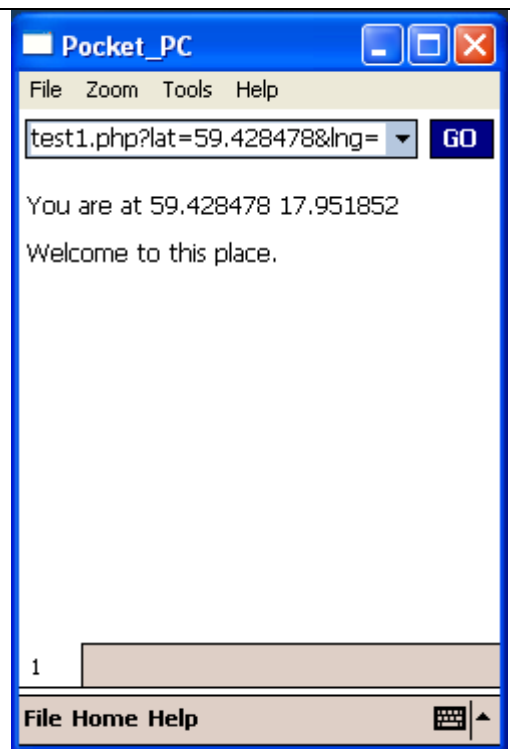 Pocket_PC
File Zoom Tools Help
test1.php?lat=59.428478&lng= GO
You are at 59.428478 17.951852
Welcome to this place.
1
File Home Help